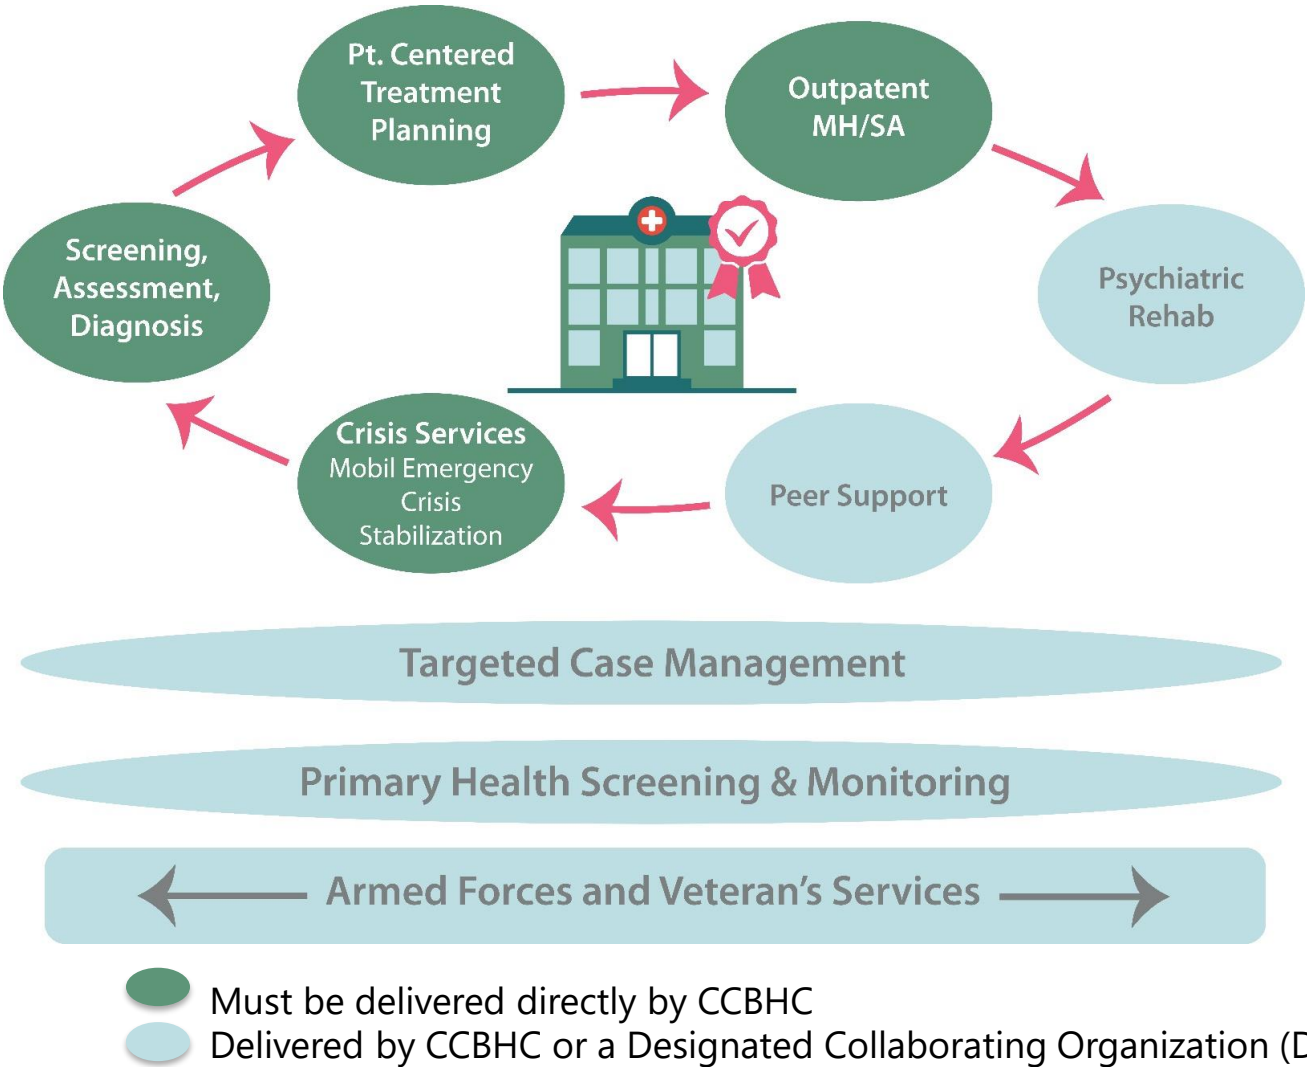 Pt. Centered
Treatment
Planning
Outpatent
MH/SA
Screening,
Assessment,
Diagnosis
Psychiatric
Rehab
Crisis Services
Mobil Emergency
Crisis
Stabilization
Peer Support
Targeted Case Management
Primary Health Screening & Monitoring
Armed Forces and Veteran’s Services
Must be delivered directly by CCBHC
Delivered by CCBHC or a Designated Collaborating Organization (D